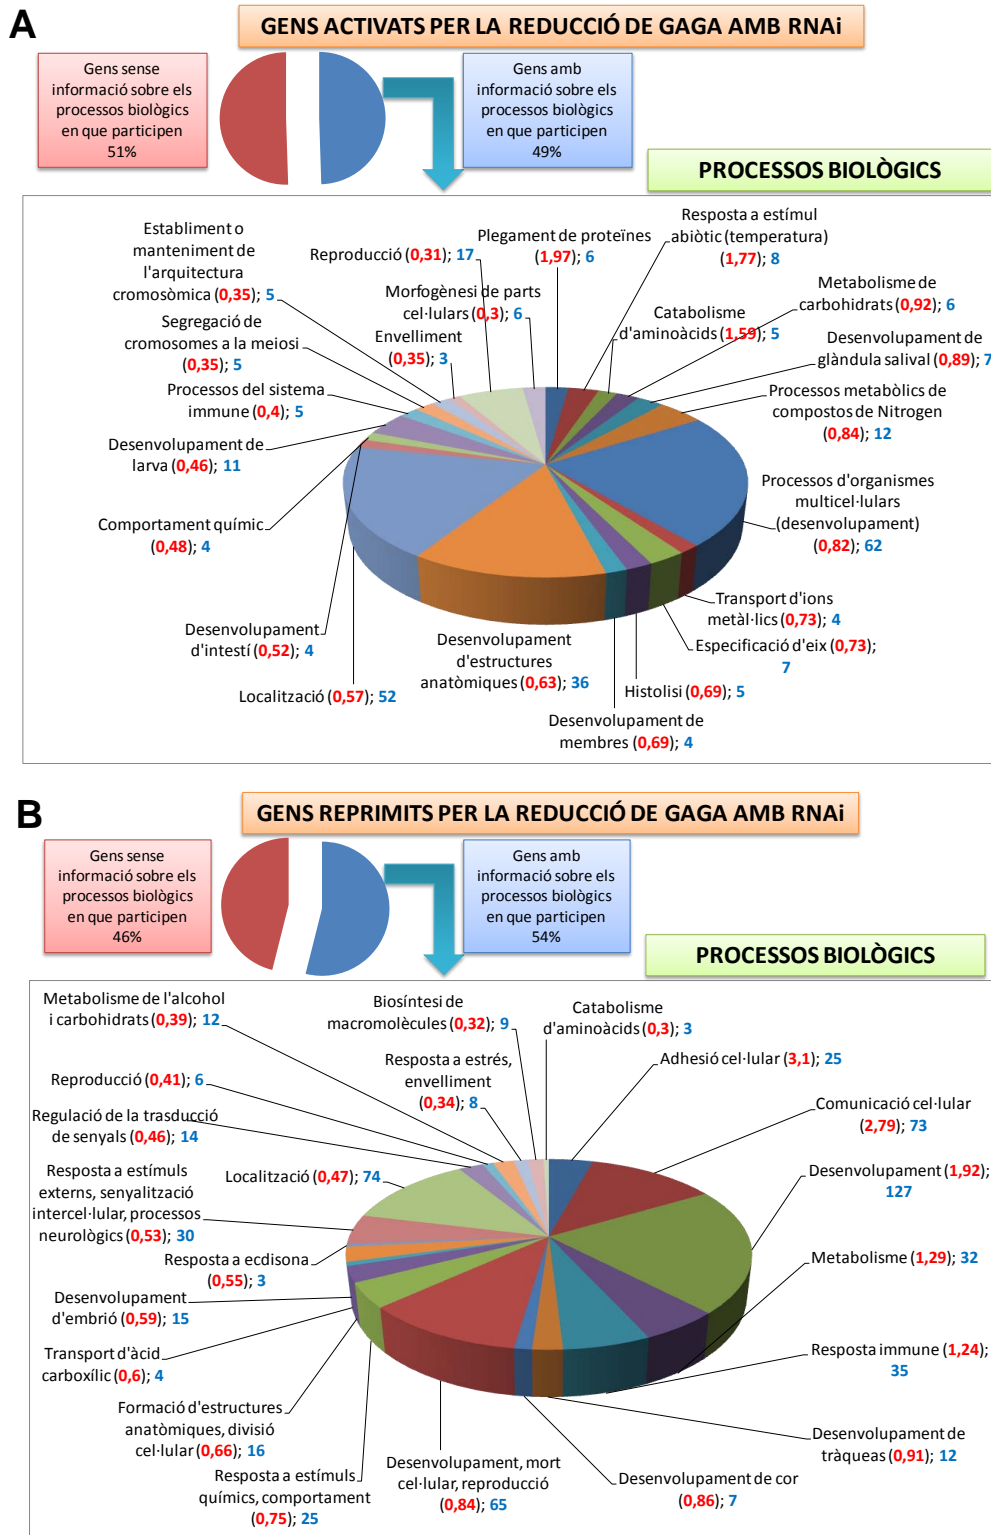 A
GENS ACTIVATS PER LA REDUCCIÓ DE GAGA AMB RNAi
Gens sense
informació sobre els
processos biològics
en que participen
51%
Gens amb
informació sobre els
processos biològics
en que participen
49%
PROCESSOS BIOLÒGICS
Establiment o
manteniment de
l'arquitectura
cromosòmica (0,35); 5
Reproducció (0,31); 17
Plegament de proteïnes
(1,97); 6
Resposta a estímul
abiòtic (temperatura)
(1,77); 8
Morfogènesi de parts
cel·lulars (0,3); 6
Metabolisme de
carbohidrats (0,92); 6
Catabolisme
d'aminoàcids (1,59); 5
Segregació de
cromosomes a la meiosi
(0,35); 5
Envelliment
(0,35); 3
Desenvolupament de
glàndula salival (0,89); 7
Processos del sistema
immune (0,4); 5
Processos metabòlics de
compostos de Nitrogen
(0,84); 12
Desenvolupament de
larva (0,46); 11
Processos d'organismes
multicel·lulars
(desenvolupament)
(0,82); 62
Comportament químic
(0,48); 4
Transport d'ions
metàl·lics (0,73); 4
Desenvolupament
d'intestí (0,52); 4
Desenvolupament
d'estructures
anatòmiques (0,63); 36
Especificació d'eix (0,73);
7
Localització (0,57); 52
Histolisi (0,69); 5
Desenvolupament de
membres (0,69); 4
B
GENS REPRIMITS PER LA REDUCCIÓ DE GAGA AMB RNAi
Gens sense
informació sobre els
processos biològics
en que participen
46%
Gens amb
informació sobre els
processos biològics
en que participen
54%
PROCESSOS BIOLÒGICS
Metabolisme de l'alcohol
i carbohidrats (0,39); 12
Biosíntesi de
macromolècules (0,32); 9
Catabolisme
d'aminoàcids (0,3); 3
Adhesió cel·lular (3,1); 25
Reproducció (0,41); 6
Resposta a estrés,
envelliment
(0,34); 8
Comunicació cel·lular
(2,79); 73
Regulació de la trasducció
de senyals (0,46); 14
Localització (0,47); 74
Desenvolupament (1,92);
127
Resposta a estímuls
externs, senyalització
intercel·lular, processos
neurològics (0,53); 30
Resposta a ecdisona
(0,55); 3
Metabolisme (1,29); 32
Desenvolupament
d'embrió (0,59); 15
Resposta immune (1,24);
35
Transport d'àcid
carboxílic (0,6); 4
Formació d'estructures
anatòmiques, divisió
cel·lular (0,66); 16
Desenvolupament de
tràqueas (0,91); 12
Resposta a estímuls
químics, comportament
(0,75); 25
Desenvolupament, mort
cel·lular, reproducció
(0,84); 65
Desenvolupament de cor
(0,86); 7